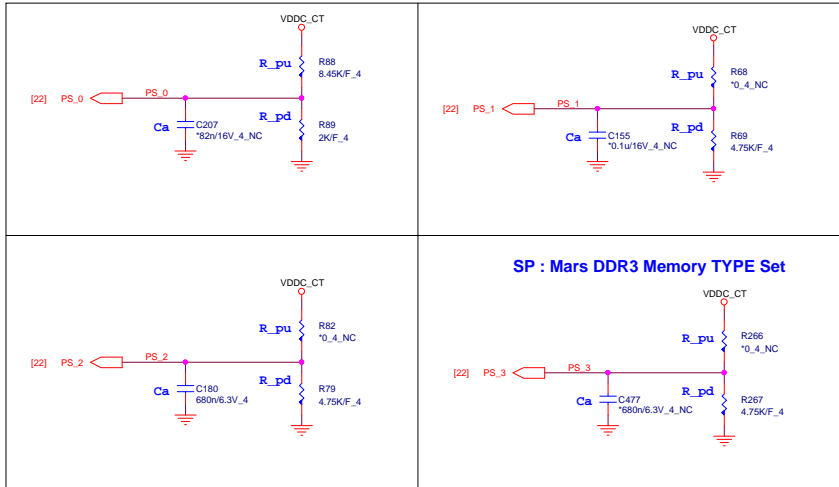 VDDC_CT
R_pu
R88
8.45K/F_4
[22]
PS_0
PS_0
R_pd
R89
2K/F_4
Ca
C207
*82n/16V_4_NC
VDDC_CT
R_pu
R68
*0_4_NC
[22]
PS_1
PS_1
R_pd
R69
4.75K/F_4
Ca
C155
*0.1u/16V_4_NC
VDDC_CT
R_pu
R82
*0_4_NC
[22]
PS_2
PS_2
R_pd
R79
4.75K/F_4
Ca
C180
680n/6.3V_4
SP : Mars DDR3 Memory TYPE Set
VDDC_CT
R_pu
R266
*0_4_NC
[22]
PS_3
PS_3
R_pd
R267
4.75K/F_4
Ca
C477
*680n/6.3V_4_NC